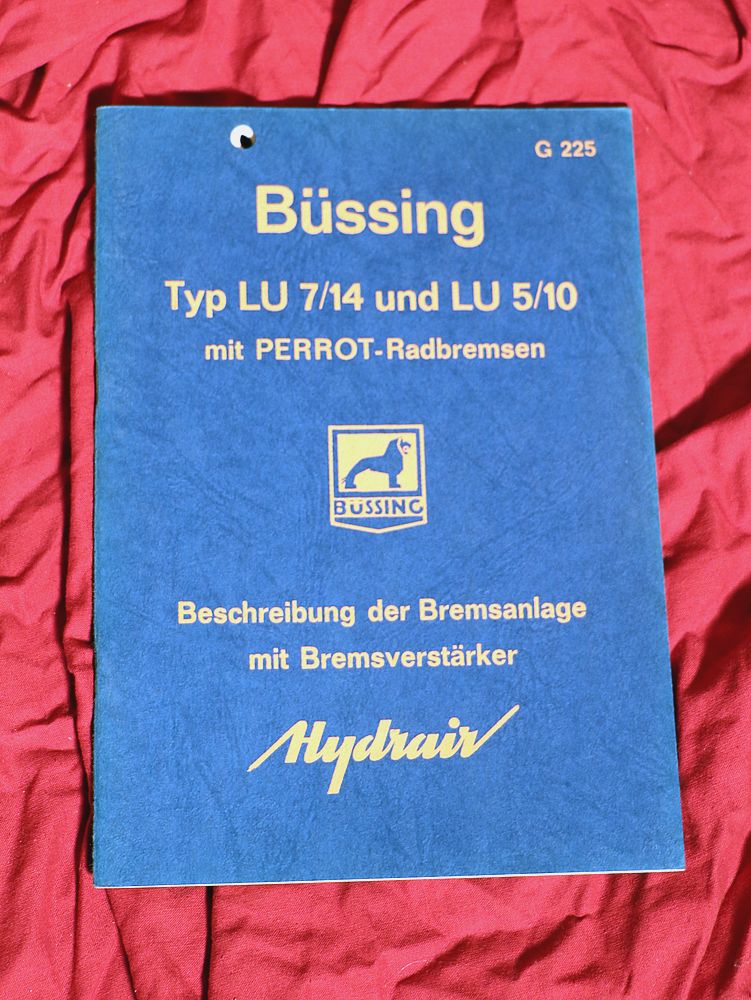 G 225
Büssing
Typ LU 7/14 und LU 5/10
mit PERROT-Radbremsen
BÜSSING
Beschreibung der Bremsanlage
mit Bremsverstärker
Hydrair